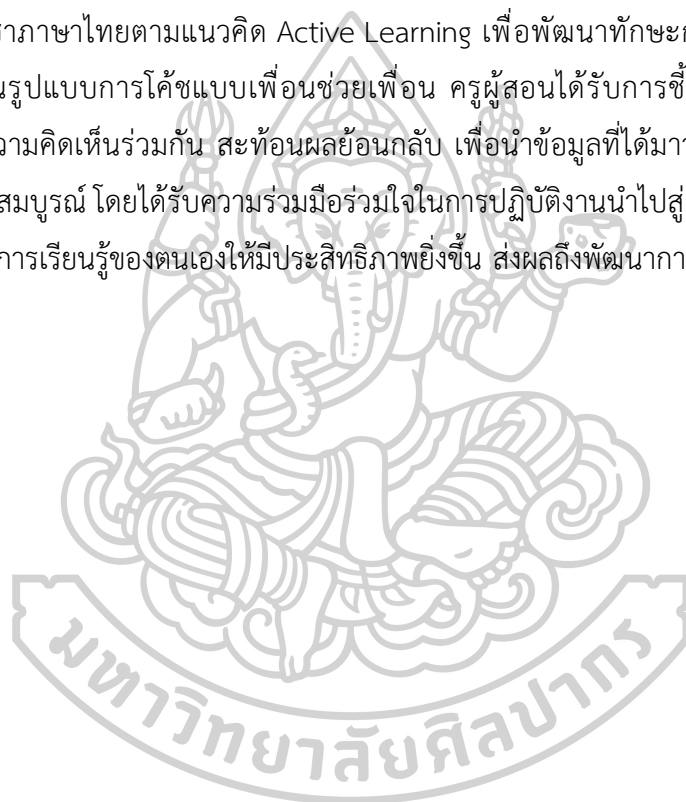 าภาษาไทยตามแนวคิด Active Learning เพื่อพัฒนาทักษะก
นรูปแบบการโค้ชแบบเพื่อนช่วยเพื่อน ครูผู้สอนได้รับการชี้
วามคิดเห็นร่วมกัน สะท้อนผลย้อนกลับ เพื่อนำข้อมูลที่ได้มา
สมบูรณ์ โดยได้รับความร่วมมือร่วมใจในการปฏิบัติงานนำไปสู่
การเรียนรู้ของตนเองให้มีประสิทธิภาพยิ่งขึ้น ส่งผลถึงพัฒนากา
มหาวิทยาลัยศิลปากร